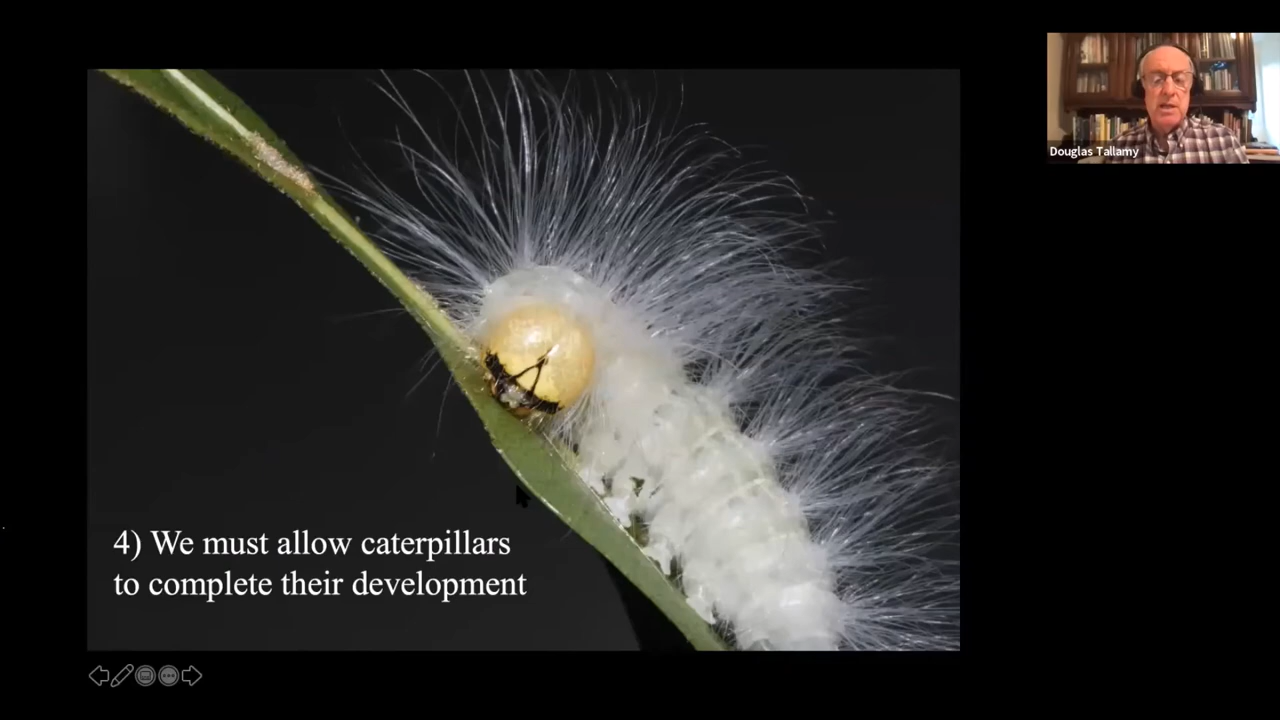 Douglas Tallamy
4) We must allow caterpillars
to complete their development